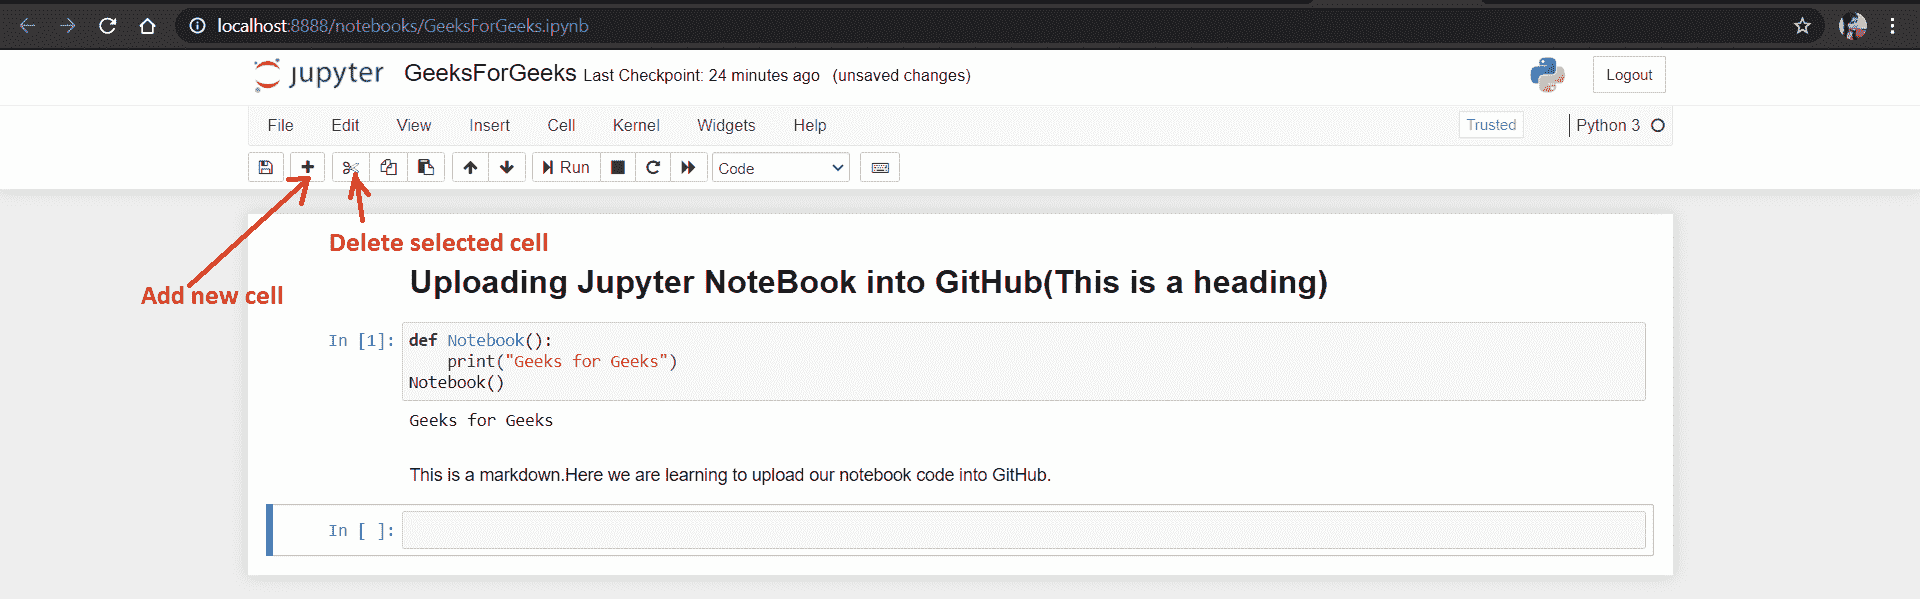 localhost:8888/notebooks/GeeksForGeeks.ipynb
jupyter GeeksForGeeks Last Checkpoint: 24 minutes ago (unsaved changes) Logout
File Edit View Insert Cell Kernel Widgets Help Trusted Python 3
Run Code
Delete selected cell
Add new cell
Uploading Jupyter NoteBook into GitHub(This is a heading)
In [1]: def Notebook():
    print("Geeks for Geeks")
Notebook()
Geeks for Geeks
This is a markdown.Here we are learning to upload our notebook code into GitHub.
In [ ]: